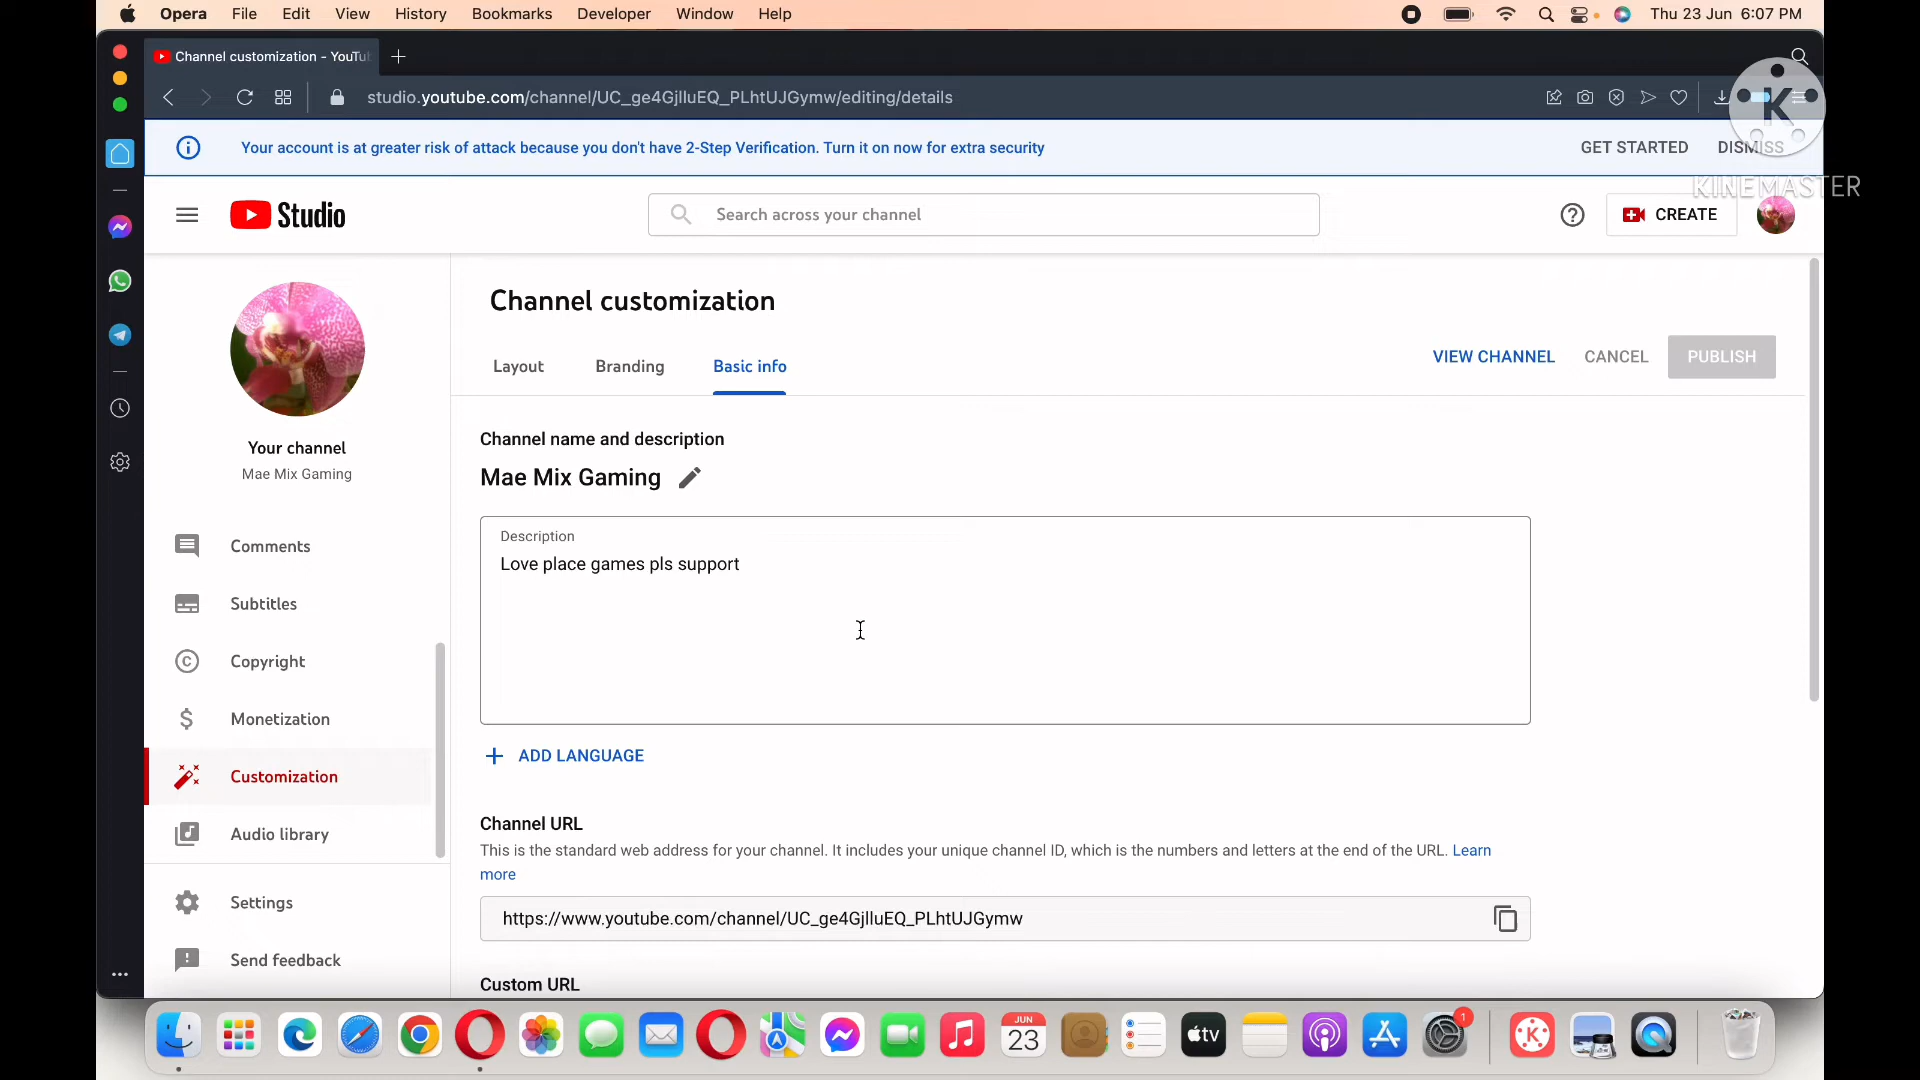 Opera File Edit View History Bookmarks Developer Window Help Thu 23 Jun 6:07 PM
Channel customization - YouTu
studio.youtube.com/channel/UC_ge4GjlluEQ_PLhtUJGymw/editing/details
K
Your account is at greater risk of attack because you don't have 2-Step Verification. Turn it on now for extra security GET STARTED DISMISS
KINEMASTER
Studio Search across your channel CREATE
Channel customization
Layout Branding Basic info VIEW CHANNEL CANCEL PUBLISH
Your channel
Mae Mix Gaming
Comments
Subtitles
Copyright
Monetization
Customization
Audio library
Settings
Send feedback
Channel name and description
Mae Mix Gaming
Description
Love place games pls support
ADD LANGUAGE
Channel URL
This is the standard web address for your channel. It includes your unique channel ID, which is the numbers and letters at the end of the URL. Learn
more
https://www.youtube.com/channel/UC_ge4GjlluEQ_PLhtUJGymw
Custom URL
JUN
23
tv
1
K